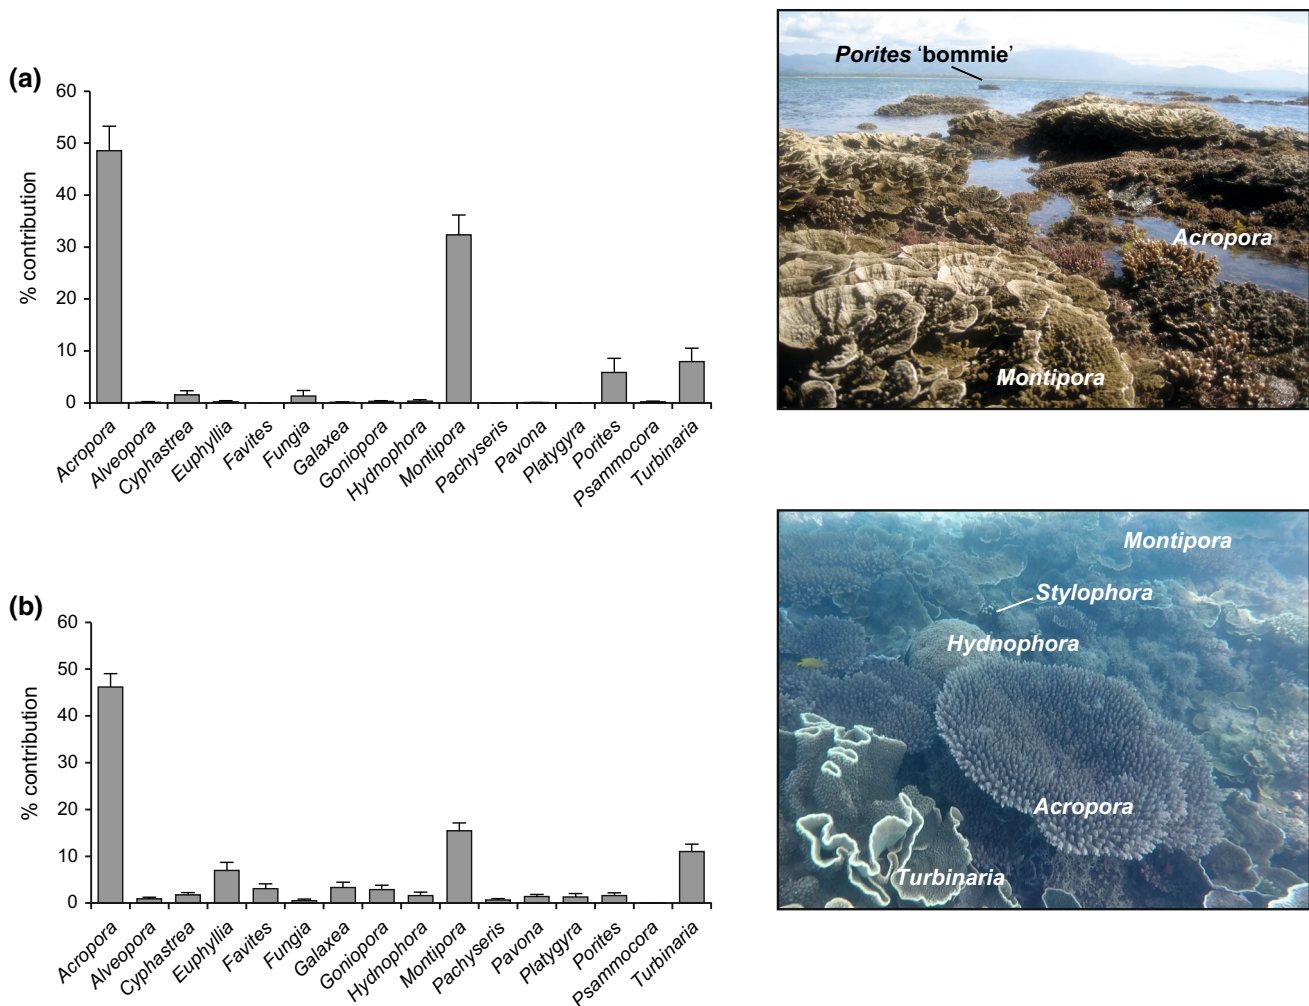 (a)
% contribution
60
50
40
30
20
10
0
Acropora
Alveopora
Cyphastrea
Euphyllia
Favites
Fungia
Galaxea
Goniopora
Hydnophora
Montipora
Pachyseris
Pavona
Platygyra
Porites
Psammocora
Turbinaria
Porites ‘bommie’
Acropora
Montipora
(b)
% contribution
60
50
40
30
20
10
0
Acropora
Alveopora
Cyphastrea
Euphyllia
Favites
Fungia
Galaxea
Goniopora
Hydnophora
Montipora
Pachyseris
Pavona
Platygyra
Porites
Psammocora
Turbinaria
Montipora
Stylophora
Hydnophora
Acropora
Turbinaria